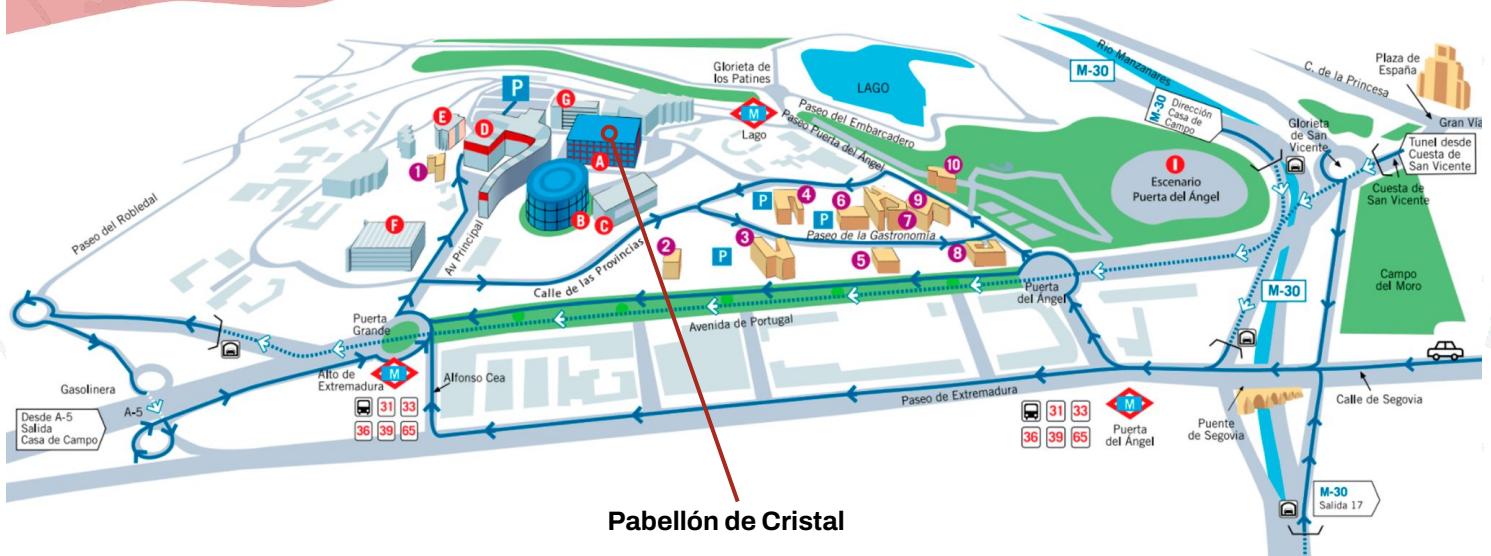 Glorieta de
los Patines
LAGO
Río Manzanares
M-30
M-30 Dirección
Casa de
Campo
Plaza de
España
C. de la Princesa
Gran Vía
Glorieta
de San
Vicente
Tunel desde
Cuesta de
San Vicente
Cuesta de
San Vicente
P
G
E
D
A
M
Lago
Paseo del Embarcadero
Paseo Puerta del Ángel
10
I
Escenario
Puerta del Ángel
1
B
C
F
4
P
6
9
7
P
Paseo de la Gastronomía
3
2
P
5
8
Paseo del Robledal
Av Principal
Calle de las Provincias
Puerta
del Ángel
Campo
del Moro
M-30
Puerta
Grande
Avenida de Portugal
Alto de
Extremadura
M
Alfonso Cea
Gasolinera
A-5
Desde A-5
Salida
Casa de Campo
31 33
36 39 65
Paseo de Extremadura
31 33
36 39 65
M
Puerta
del Ángel
Puente
de Segovia
Calle de Segovia
M-30
Salida 17
Pabellón de Cristal